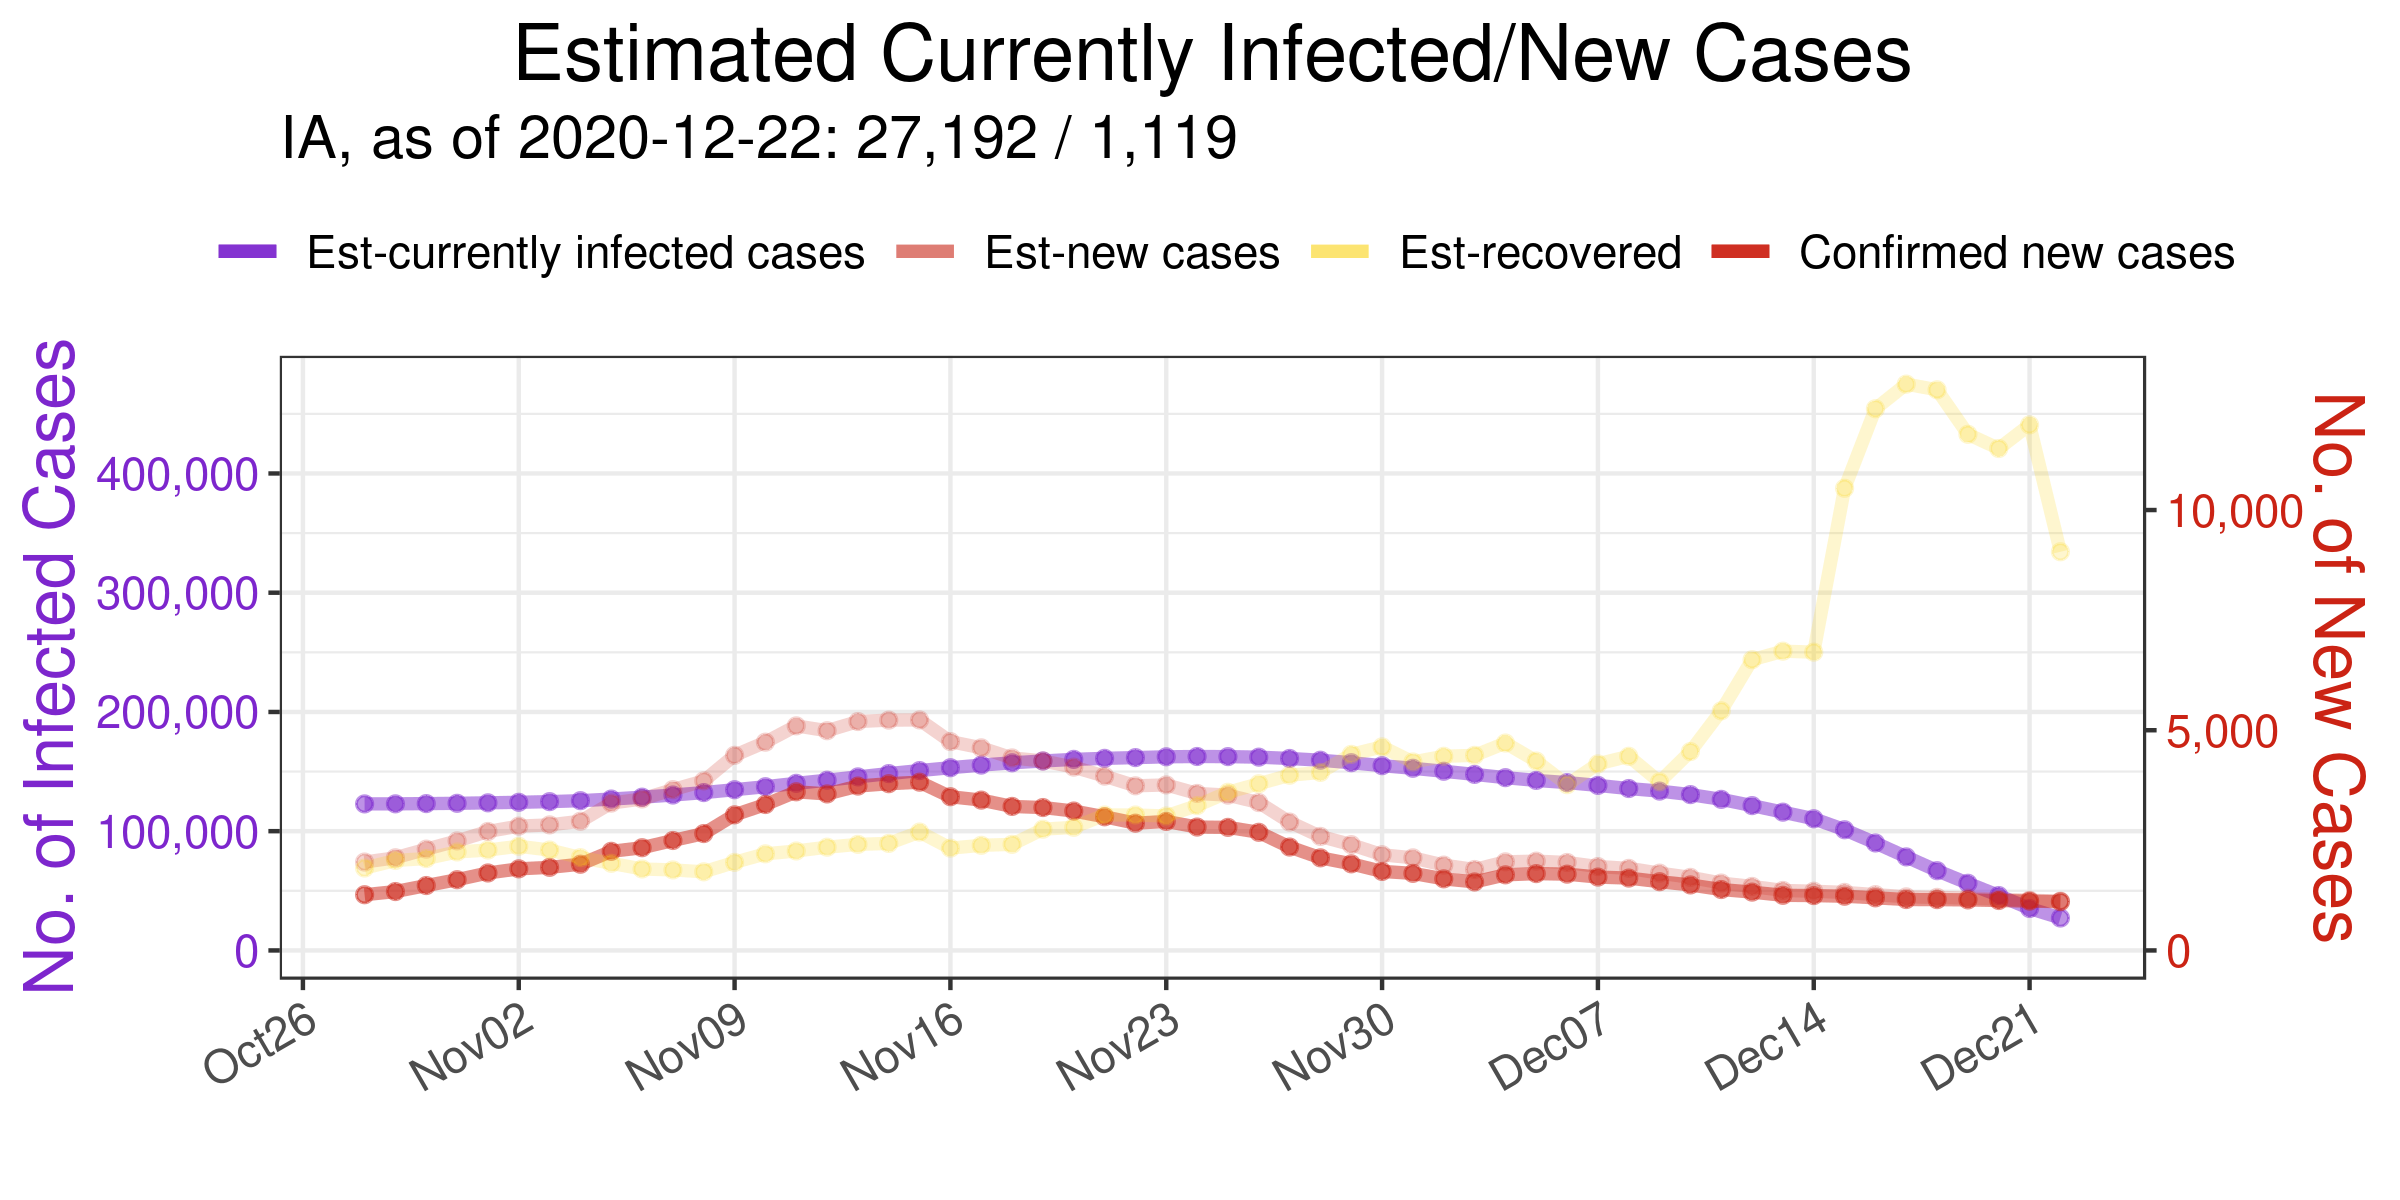 Estimated Currently Infected/New Cases
IA, as of 2020-12-22: 27,192 / 1,119
Est-currently infected cases Est-new cases Est-recovered Confirmed new cases
No. of Infected Cases
400,000
300,000
200,000
100,000
0
10,000
5,000
0
No. of New Cases
Oct26 Nov02 Nov09 Nov16 Nov23 Nov30 Dec07 Dec14 Dec21